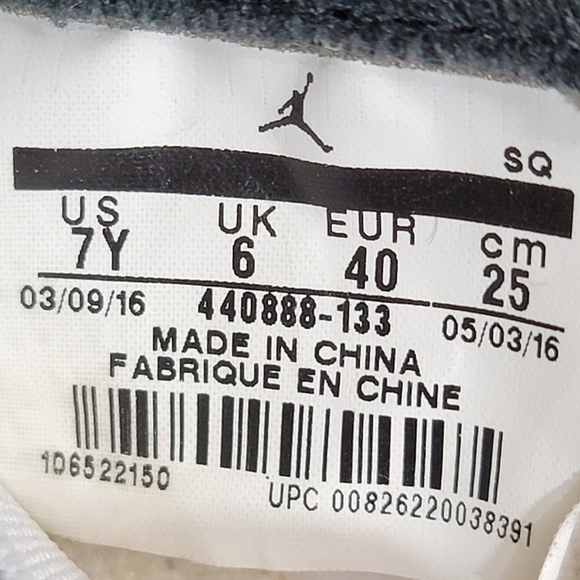 SQ
US UK EUR cm
7Y 6 40 25
03/09/16 440888-133 05/03/16
MADE IN CHINA
FABRIQUE EN CHINE
106522150
UPC 00826220038391